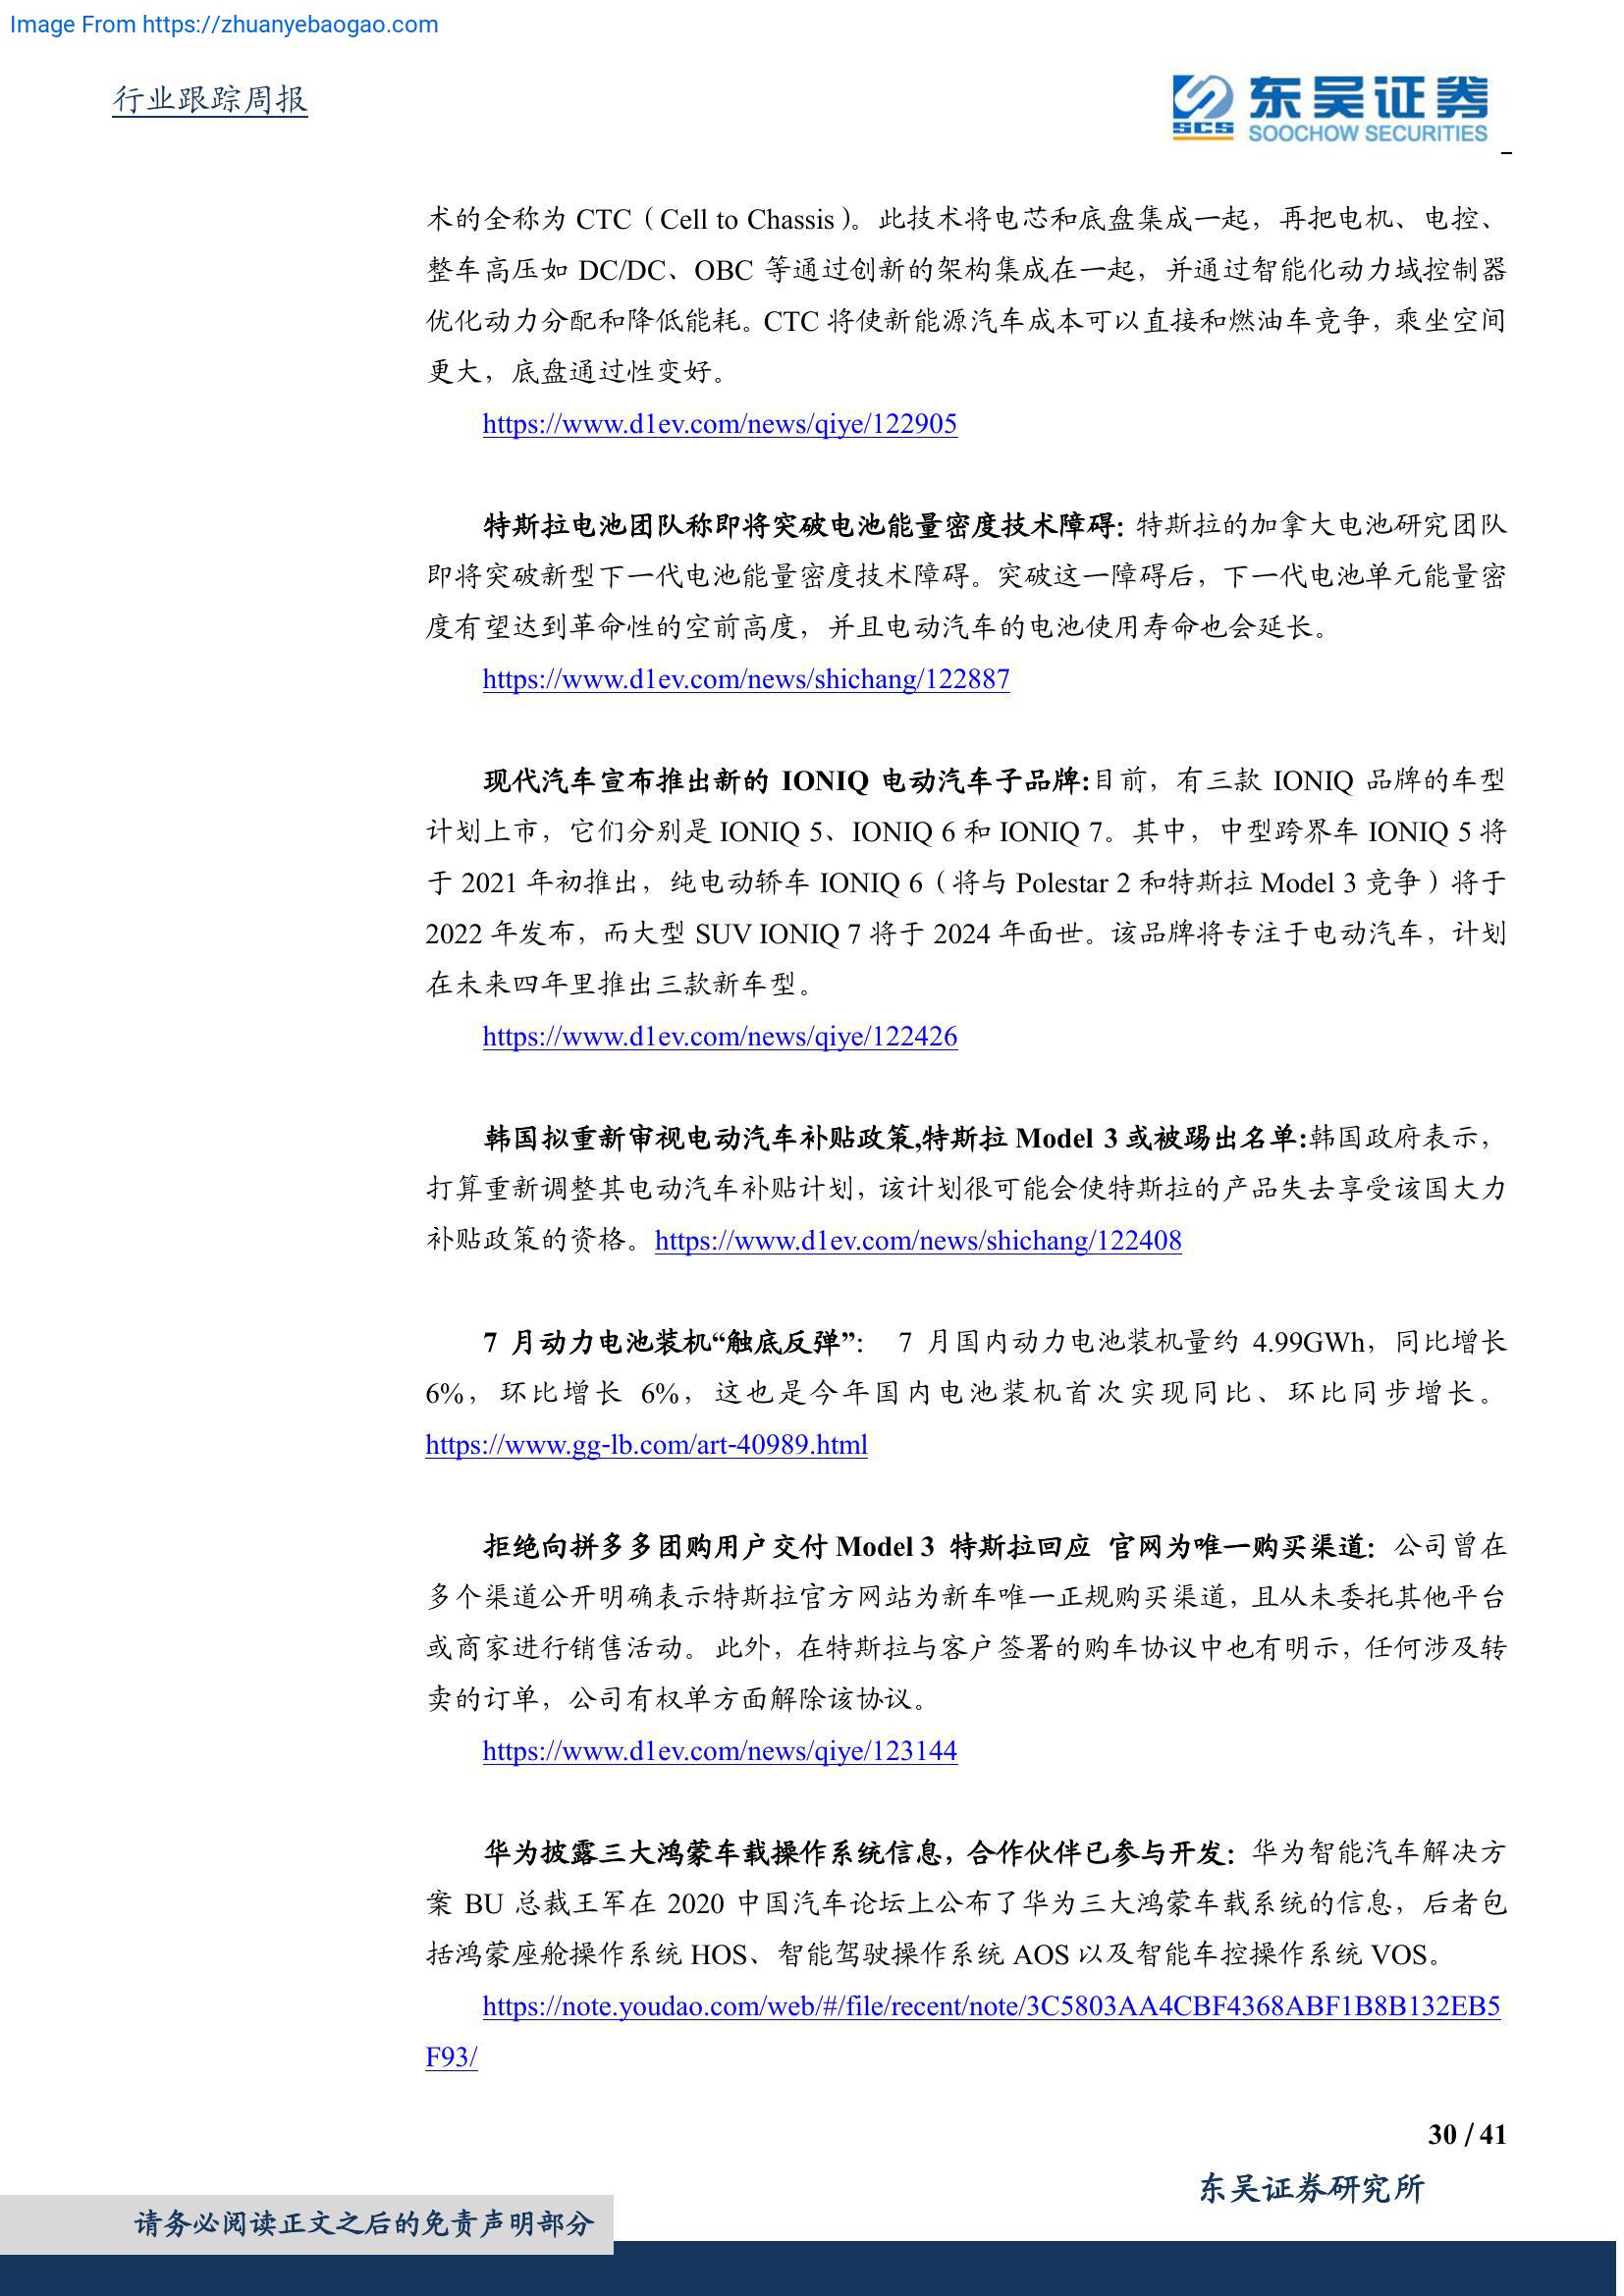 Image From https://zhuanyebaogao.com
行业跟踪周报
SCS
东吴证券
SOOCHOW SECURITIES
术的全称为 CTC（Cell to Chassis）。此技术将电芯和底盘集成一起，再把电机、电控、
整车高压如 DC/DC、OBC 等通过创新的架构集成在一起，并通过智能化动力域控制器
优化动力分配和降低能耗。CTC 将使新能源汽车成本可以直接和燃油车竞争，乘坐空间
更大，底盘通过性变好。
https://www.d1ev.com/news/qiye/122905
特斯拉电池团队称即将突破电池能量密度技术障碍：特斯拉的加拿大电池研究团队
即将突破新型下一代电池能量密度技术障碍。突破这一障碍后，下一代电池单元能量密
度有望达到革命性的空前高度，并且电动汽车的电池使用寿命也会延长。
https://www.d1ev.com/news/shichang/122887
现代汽车宣布推出新的 IONIQ 电动汽车子品牌:目前，有三款 IONIQ 品牌的车型
计划上市，它们分别是 IONIQ 5、IONIQ 6 和 IONIQ 7。其中，中型跨界车 IONIQ 5 将
于 2021 年初推出，纯电动轿车 IONIQ 6（将与 Polestar 2 和特斯拉 Model 3 竞争）将于
2022 年发布，而大型 SUV IONIQ 7 将于 2024 年面世。该品牌将专注于电动汽车，计划
在未来四年里推出三款新车型。
https://www.d1ev.com/news/qiye/122426
韩国拟重新审视电动汽车补贴政策,特斯拉 Model 3 或被踢出名单:韩国政府表示，
打算重新调整其电动汽车补贴计划，该计划很可能会使特斯拉的产品失去享受该国大力
补贴政策的资格。https://www.d1ev.com/news/shichang/122408
7 月动力电池装机“触底反弹”： 7 月国内动力电池装机量约 4.99GWh，同比增长
6%，环比增长 6%，这也是今年国内电池装机首次实现同比、环比同步增长。
https://www.gg-lb.com/art-40989.html
拒绝向拼多多团购用户交付 Model 3 特斯拉回应 官网为唯一购买渠道：公司曾在
多个渠道公开明确表示特斯拉官方网站为新车唯一正规购买渠道，且从未委托其他平台
或商家进行销售活动。 此外，在特斯拉与客户签署的购车协议中也有明示，任何涉及转
卖的订单，公司有权单方面解除该协议。
https://www.d1ev.com/news/qiye/123144
华为披露三大鸿蒙车载操作系统信息，合作伙伴已参与开发：华为智能汽车解决方
案 BU 总裁王军在 2020 中国汽车论坛上公布了华为三大鸿蒙车载系统的信息，后者包
括鸿蒙座舱操作系统 HOS、智能驾驶操作系统 AOS 以及智能车控操作系统 VOS。
https://note.youdao.com/web/#/file/recent/note/3C5803AA4CBF4368ABF1B8B132EB5
F93/
30 / 41
东吴证券研究所
请务必阅读正文之后的免责声明部分